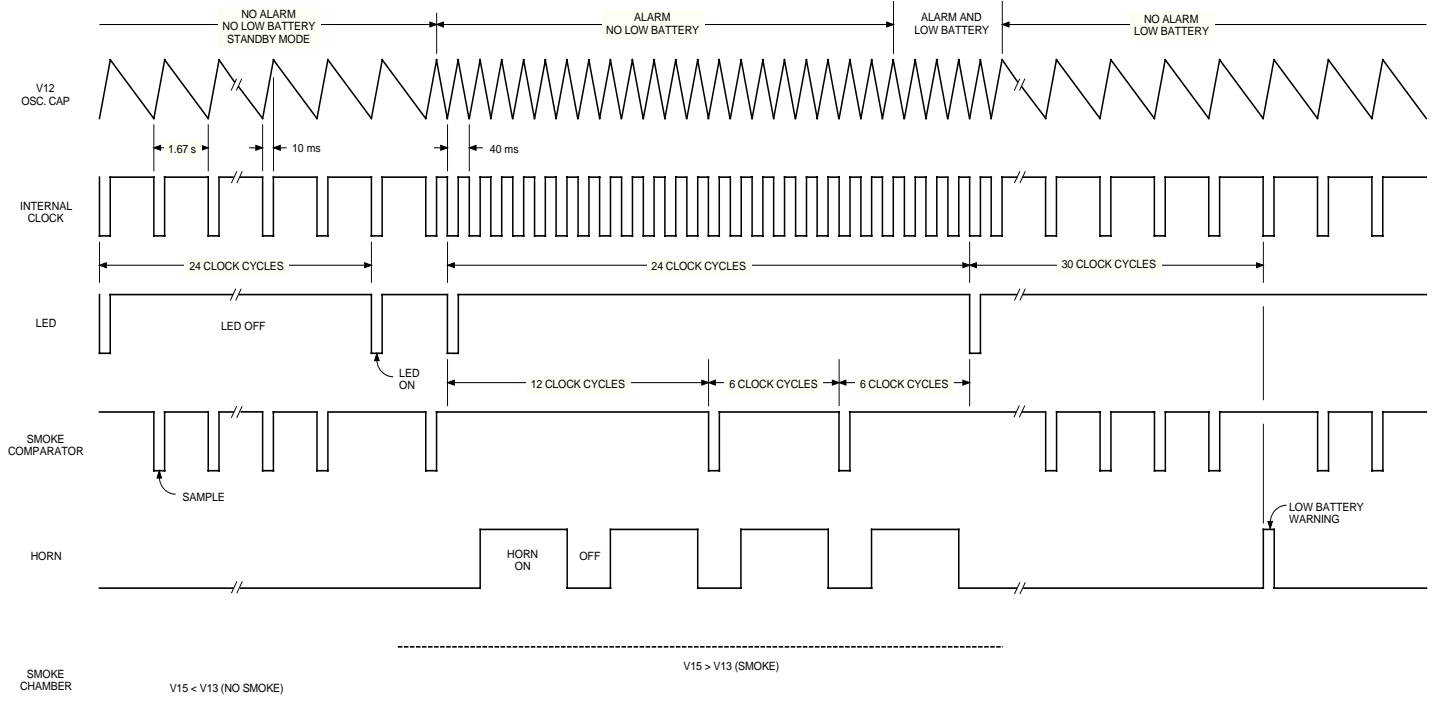 NO ALARM
NO LOW BATTERY
STANDBY MODE
ALARM
NO LOW BATTERY
ALARM AND
LOW BATTERY
NO ALARM
LOW BATTERY
V12
OSC. CAP
1.67 s
10 ms
40 ms
INTERNAL
CLOCK
24 CLOCK CYCLES
24 CLOCK CYCLES
30 CLOCK CYCLES
LED
LED OFF
LED
ON
12 CLOCK CYCLES
6 CLOCK CYCLES
6 CLOCK CYCLES
SMOKE
COMPARATOR
SAMPLE
LOW BATTERY
WARNING
HORN
HORN
ON
OFF
V15 > V13 (SMOKE)
SMOKE
CHAMBER
V15 < V13 (NO SMOKE)